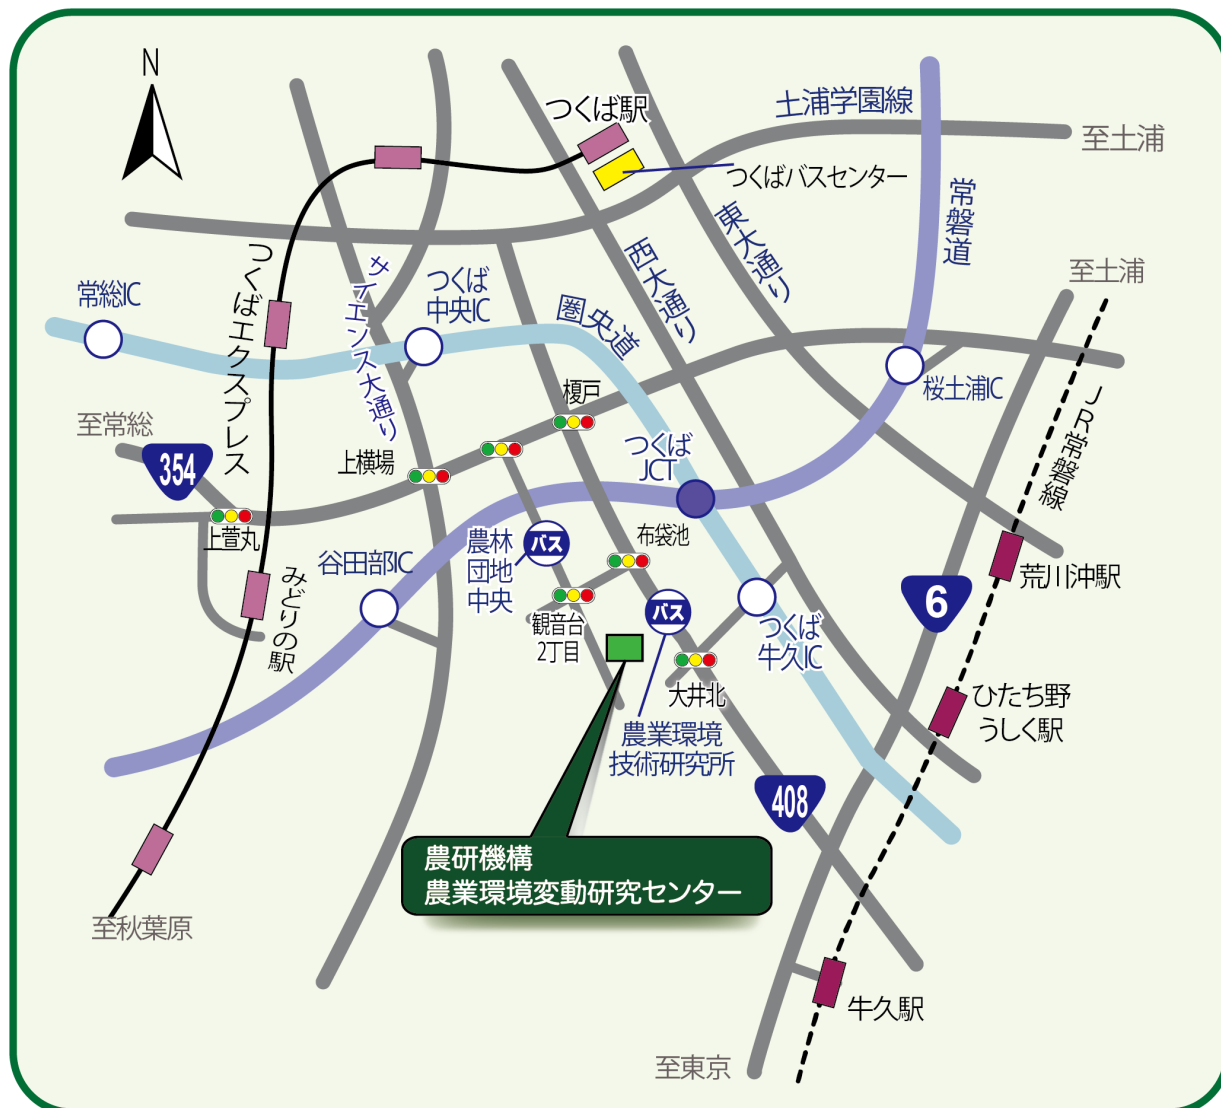 N
つくば駅
土浦学園線
至土浦
つくばバスセンター
常磐道
東大通り
西大通り
至土浦
つくばエクスプレス
サイエンス大通り
つくば
中央IC
常総IC
圏央道
桜土浦IC
JR常磐線
榎戸
至常総
354
上横場
つくば
JCT
上萱丸
谷田部IC
農林
団地
中央
バス
布袋池
荒川沖駅
みどりの駅
6
バス
観音台
2丁目
つくば
牛久IC
大井北
ひたち野
うしく駅
農業環境
技術研究所
408
農研機構
農業環境変動研究センター
至秋葉原
牛久駅
至東京